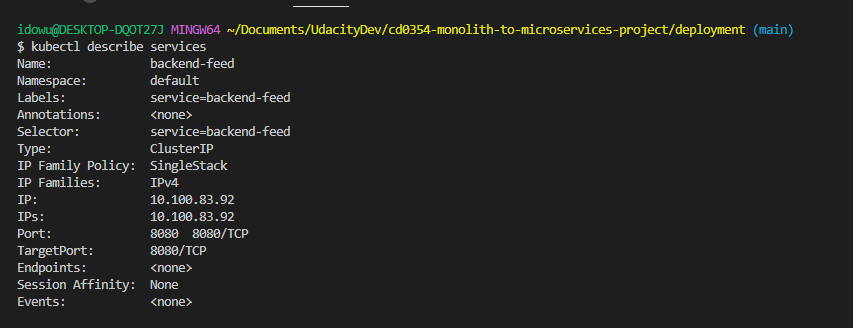 idowu@DESKTOP-DQOT27J MINGW64 ~/Documents/UdacityDev/cd0354-monolith-to-microservices-project/deployment (main)
$ kubectl describe services
Name:              backend-feed
Namespace:         default
Labels:            service=backend-feed
Annotations:       <none>
Selector:          service=backend-feed
Type:              ClusterIP
IP Family Policy:  SingleStack
IP Families:       IPv4
IP:                10.100.83.92
IPs:               10.100.83.92
Port:              8080  8080/TCP
TargetPort:        8080/TCP
Endpoints:         <none>
Session Affinity:  None
Events:            <none>